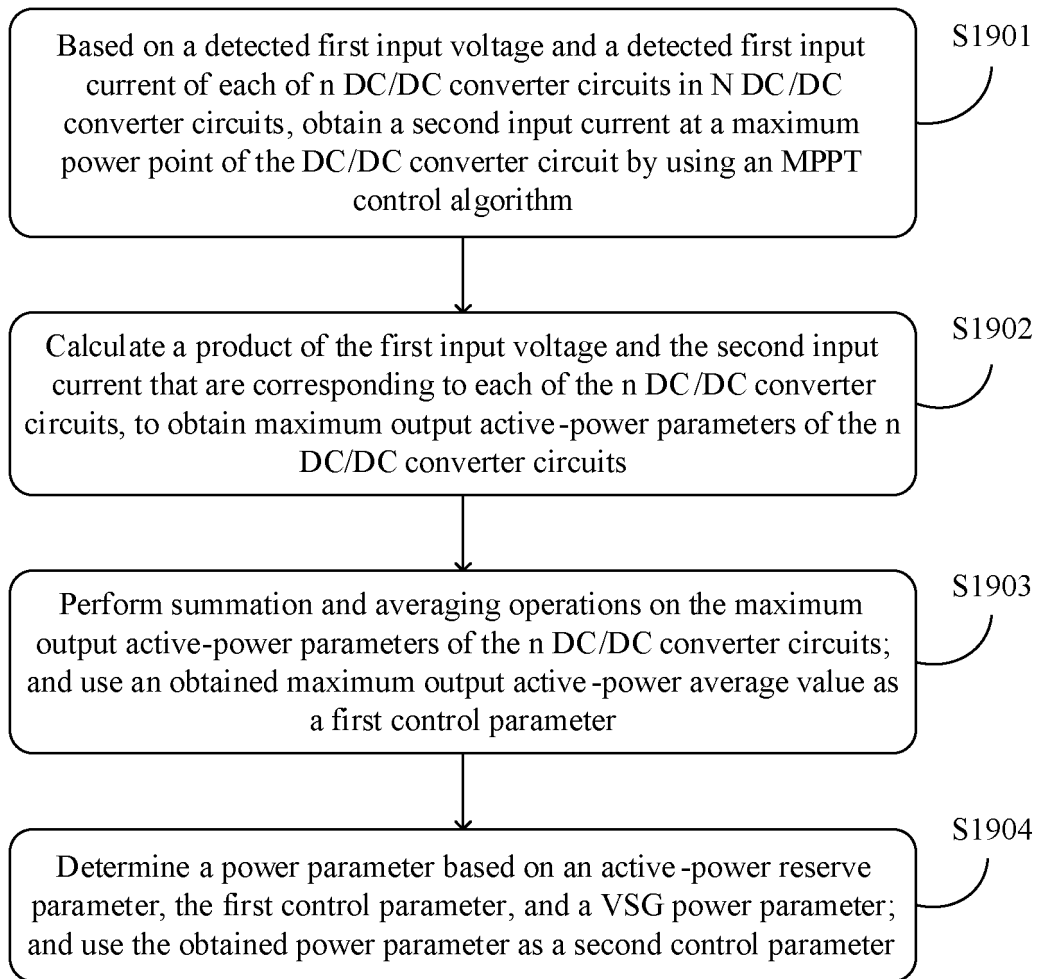 Based on a detected first input voltage and a detected first input
current of each of n DC/DC converter circuits in N DC/DC
converter circuits, obtain a second input current at a maximum
power point of the DC/DC converter circuit by using an MPPT
control algorithm
S1901
Calculate a product of the first input voltage and the second input
current that are corresponding to each of the n DC/DC converter
circuits, to obtain maximum output active-power parameters of the n
DC/DC converter circuits
S1902
Perform summation and averaging operations on the maximum
output active-power parameters of the n DC/DC converter circuits;
and use an obtained maximum output active-power average value as
a first control parameter
S1903
Determine a power parameter based on an active-power reserve
parameter, the first control parameter, and a VSG power parameter;
and use the obtained power parameter as a second control parameter
S1904